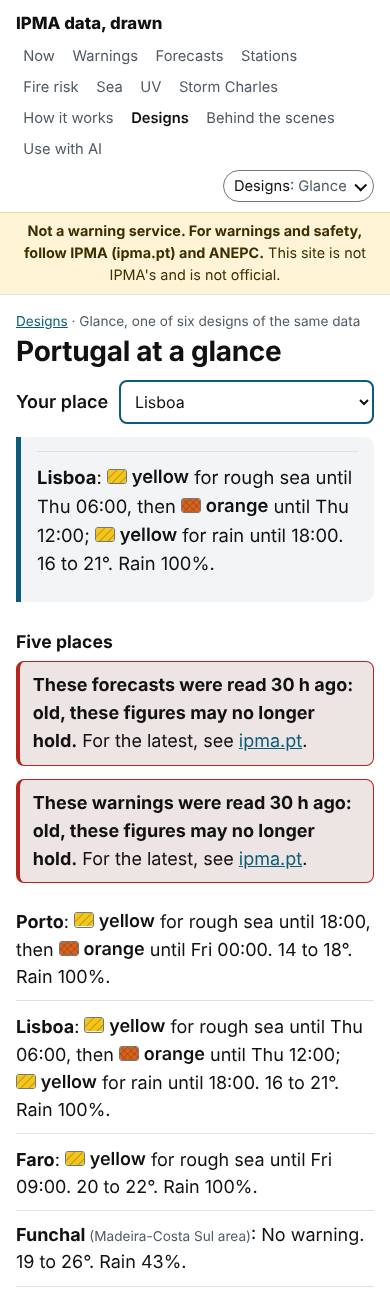 IPMA data, drawn
Now Warnings Forecasts Stations
Fire risk Sea UV Storm Charles
How it works Designs Behind the scenes
Use with AI
Designs: Glance
Not a warning service. For warnings and safety,
follow IPMA (ipma.pt) and ANEPC. This site is not
IPMA's and is not official.
Designs · Glance, one of six designs of the same data
Portugal at a glance
Your place Lisboa
Lisboa: yellow for rough sea until
Thu 06:00, then orange until Thu
12:00; yellow for rain until 18:00.
16 to 21°. Rain 100%.
Five places
These forecasts were read 30 h ago:
old, these figures may no longer
hold. For the latest, see ipma.pt.
These warnings were read 30 h ago:
old, these figures may no longer
hold. For the latest, see ipma.pt.
Porto: yellow for rough sea until 18:00,
then orange until Fri 00:00. 14 to 18°.
Rain 100%.
Lisboa: yellow for rough sea until Thu
06:00, then orange until Thu 12:00;
yellow for rain until 18:00. 16 to 21°.
Rain 100%.
Faro: yellow for rough sea until Fri
09:00. 20 to 22°. Rain 100%.
Funchal (Madeira-Costa Sul area): No warning.
19 to 26°. Rain 43%.